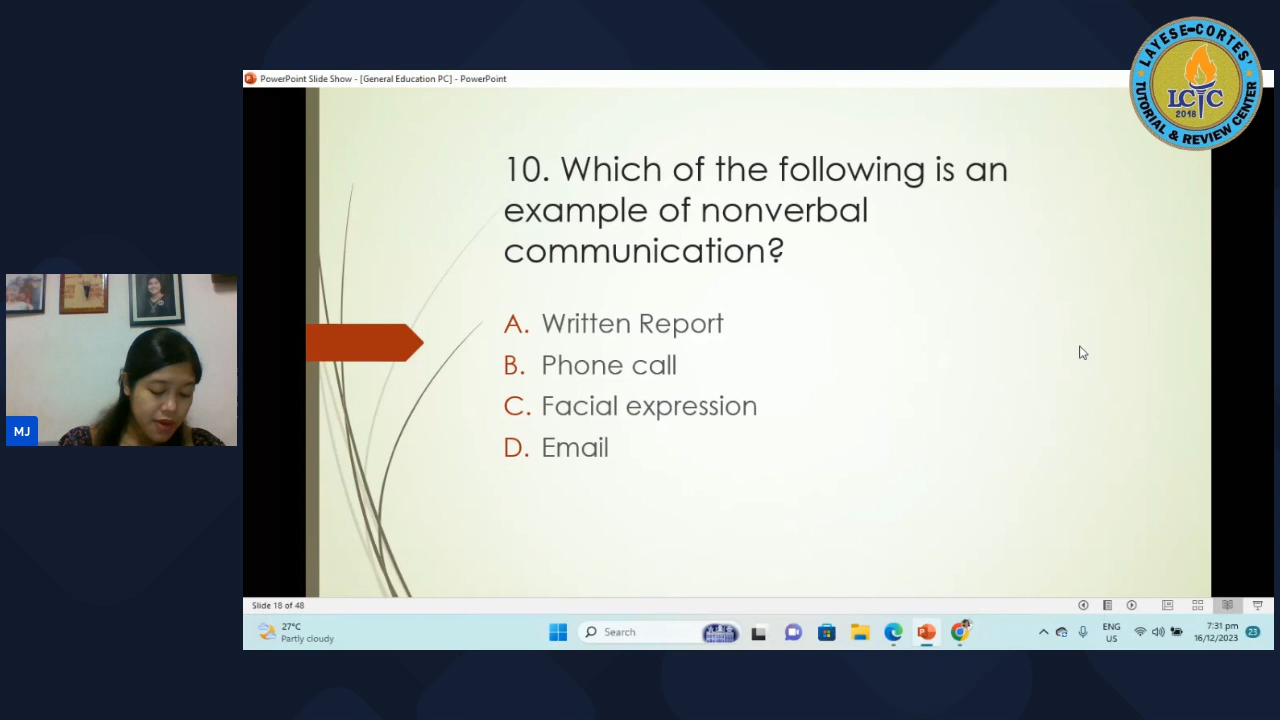 LAYESE-CORTES'
LCTC
2018
TUTORIAL & REVIEW CENTER
PowerPoint Slide Show - [General Education PC] - PowerPoint
10. Which of the following is an
example of nonverbal
communication?
A. Written Report
B. Phone call
C. Facial expression
D. Email
MJ
Slide 18 of 48
27°C
Partly cloudy
Search
ENG
US
7:31 pm
16/12/2023
23